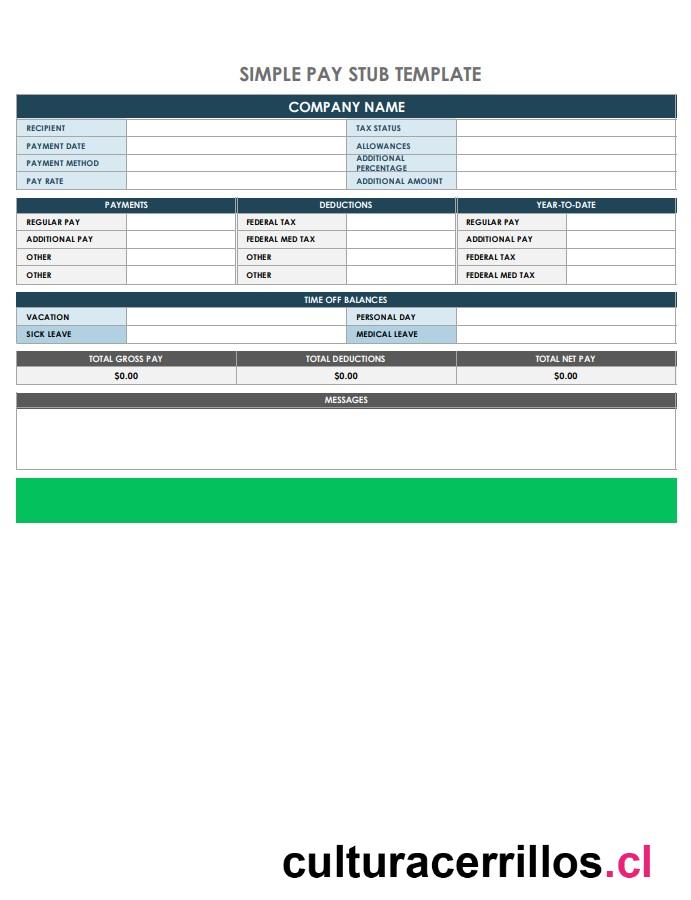 SIMPLE PAY STUB TEMPLATE
COMPANY NAME
RECIPIENT TAX STATUS
PAYMENT DATE ALLOWANCES
PAYMENT METHOD ADDITIONAL PERCENTAGE
PAY RATE ADDITIONAL AMOUNT
PAYMENTS DEDUCTIONS YEAR-TO-DATE
REGULAR PAY FEDERAL TAX REGULAR PAY
ADDITIONAL PAY FEDERAL MED TAX ADDITIONAL PAY
OTHER OTHER FEDERAL TAX
OTHER OTHER FEDERAL MED TAX
TIME OFF BALANCES
VACATION PERSONAL DAY
SICK LEAVE MEDICAL LEAVE
TOTAL GROSS PAY TOTAL DEDUCTIONS TOTAL NET PAY
$0.00 $0.00 $0.00
MESSAGES
culturacerrillos.cl